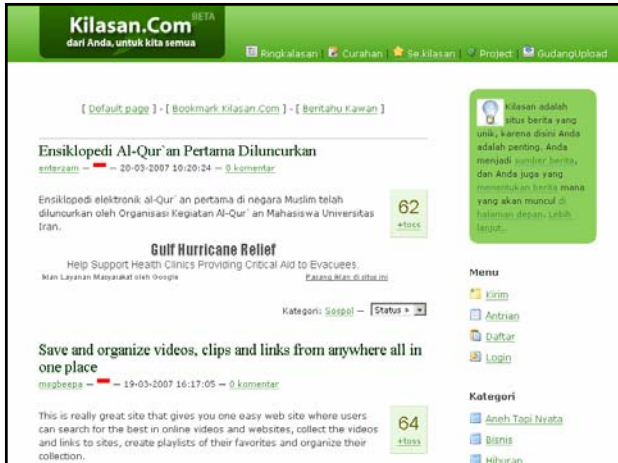 Kilasan.Com BETA
dari Anda, untuk kita semua
Ringkalasan | Curahan | Se.kilasan | Project | GudangUpload
[ Default page ] - [ Bookmark Kilasan.Com ] - [ Beritahu Kawan ]
Ensiklopedi Al-Qur`an Pertama Diluncurkan
enterzam — — 20-03-2007 10:20:24 — 0 komentar
Ensiklopedi elektronik al-Qur`an pertama di negara Muslim telah
diluncurkan oleh Organisasi Kegiatan Al-Qur`an Mahasiswa Universitas
Iran.
62
+toss
Gulf Hurricane Relief
Help Support Health Clinics Providing Critical Aid to Evacuees.
Iklan Layanan Masyarakat oleh Google
Pasang iklan di situs ini
Kategori: Sospol — Status »
Save and organize videos, clips and links from anywhere all in
one place
msgbeepa — — 19-03-2007 16:17:05 — 0 komentar
This is really great site that gives you one easy web site where users
can search for the best in online videos and websites, collect the videos
and links to sites, create playlists of their favorites and organize their
collection.
64
+toss
Kilasan adalah
situs berita yang
unik, karena disini Anda
adalah penting. Anda
menjadi sumber berita,
dan Anda juga yang
menentukan berita mana
yang akan muncul di
halaman depan. Lebih
lanjut..
Menu
Kirim
Antrian
Daftar
Login
Kategori
Aneh Tapi Nyata
Bisnis
Hiburan